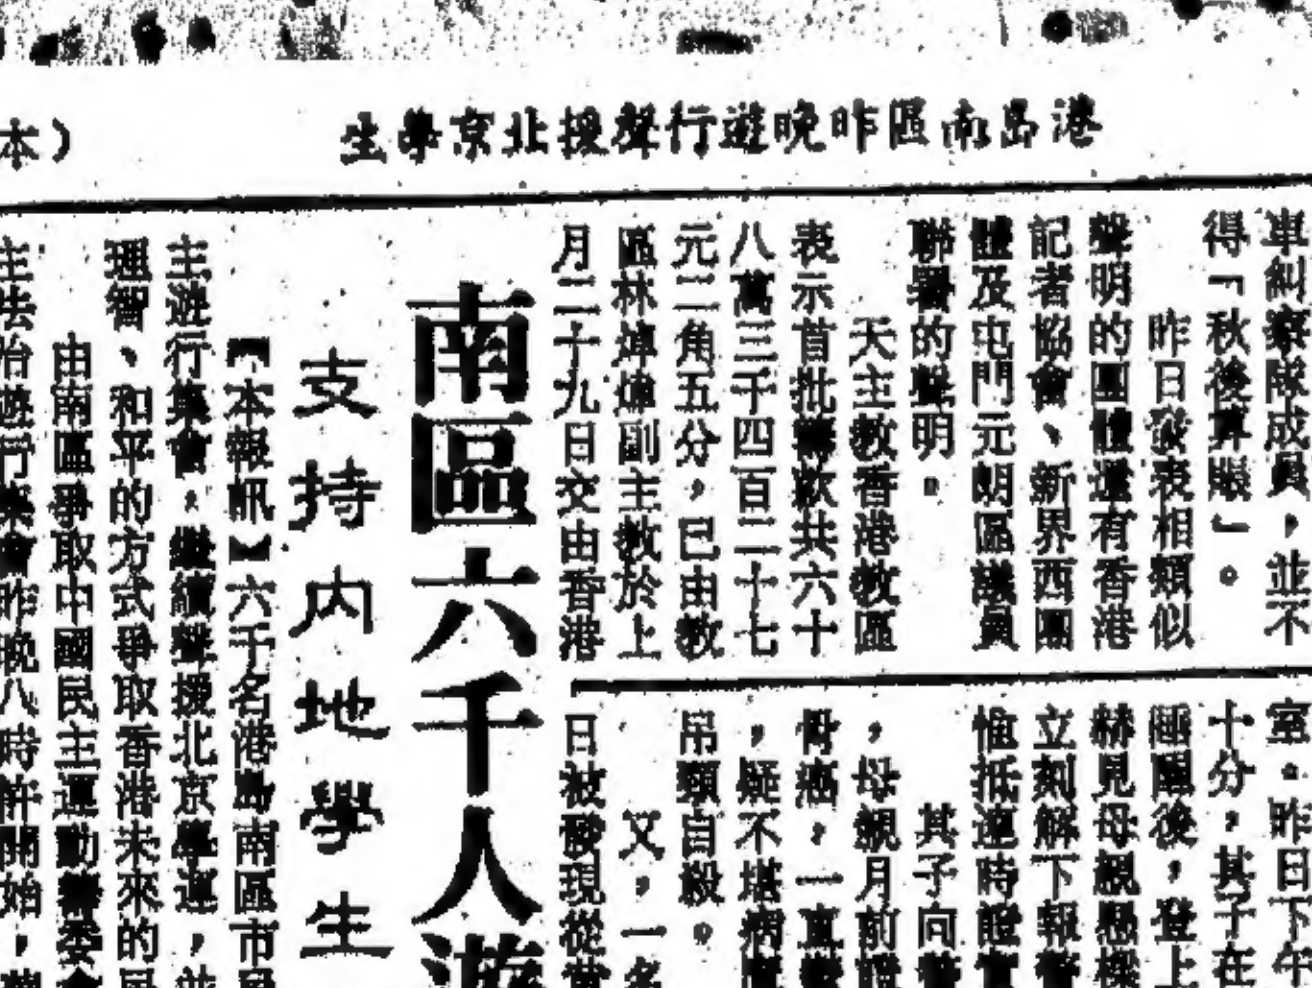 港島南區昨晚遊行聲援北京學生
（本
車糾察隊成員，並不
得「秋後算賬」。
昨日發表相類似
聲明的團體還有香港
記者協會、新界西團
體及屯門元朗區議員
聯署的聲明。
天主教香港教區
表示首批籌款共六十
八萬三千四百二十七
元二角五分，已由教
區林焯煒副主教於上
月二十九日交由香港
室。昨日下午
十分，其子在
返園後，登上
赫見母親懸樑
立刻解下報警
惟抵達時證實
其子向警
，母親月前證
骨癌，一直
，疑不堪病
吊頸自殺。
又，一名
日被發現從
南區六千人遊
支持內地學生
【本報訊】六千名港島南區市民
主遊行集會，繼續聲援北京學運，並
理智、和平的方式爭取香港未來的民
由南區爭取中國民主運動聯委會
主法治遊行集會昨晚八時許開始，